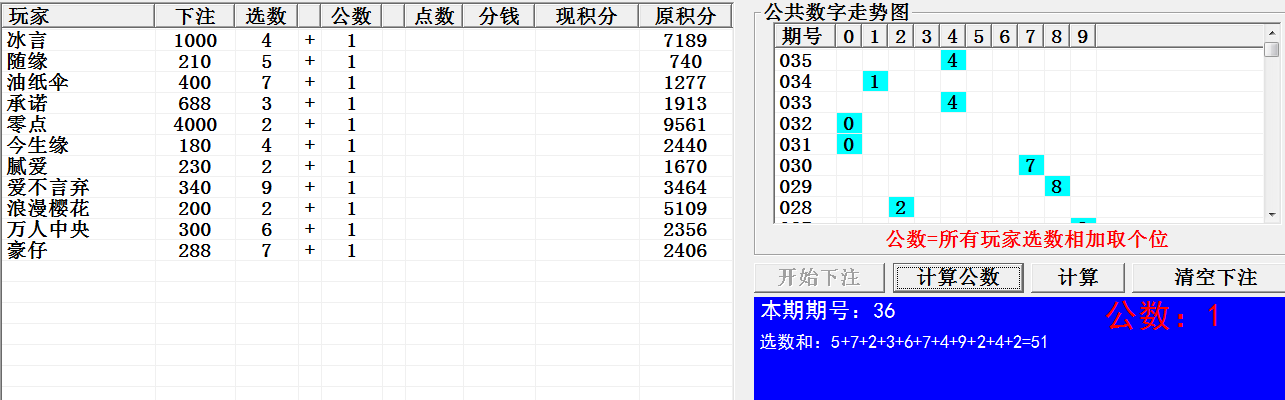 玩家 下注 选数 公数 点数 分钱 现积分 原积分
冰言 1000 4 + 1 7189
随缘 210 5 + 1 740
油纸伞 400 7 + 1 1277
承诺 688 3 + 1 1913
零点 4000 2 + 1 9561
今生缘 180 4 + 1 2440
腻爱 230 2 + 1 1670
爱不言弃 340 9 + 1 3464
浪漫樱花 200 2 + 1 5109
万人中央 300 6 + 1 2356
豪仔 288 7 + 1 2406
公共数字走势图
期号 0 1 2 3 4 5 6 7 8 9
035 4
034 1
033 4
032 0
031 0
030 7
029 8
028 2
公数=所有玩家选数相加取个位
开始下注 计算公数 计算 清空下注
本期期号：36
公数：1
选数和：5+7+2+3+6+7+4+9+2+4+2=51